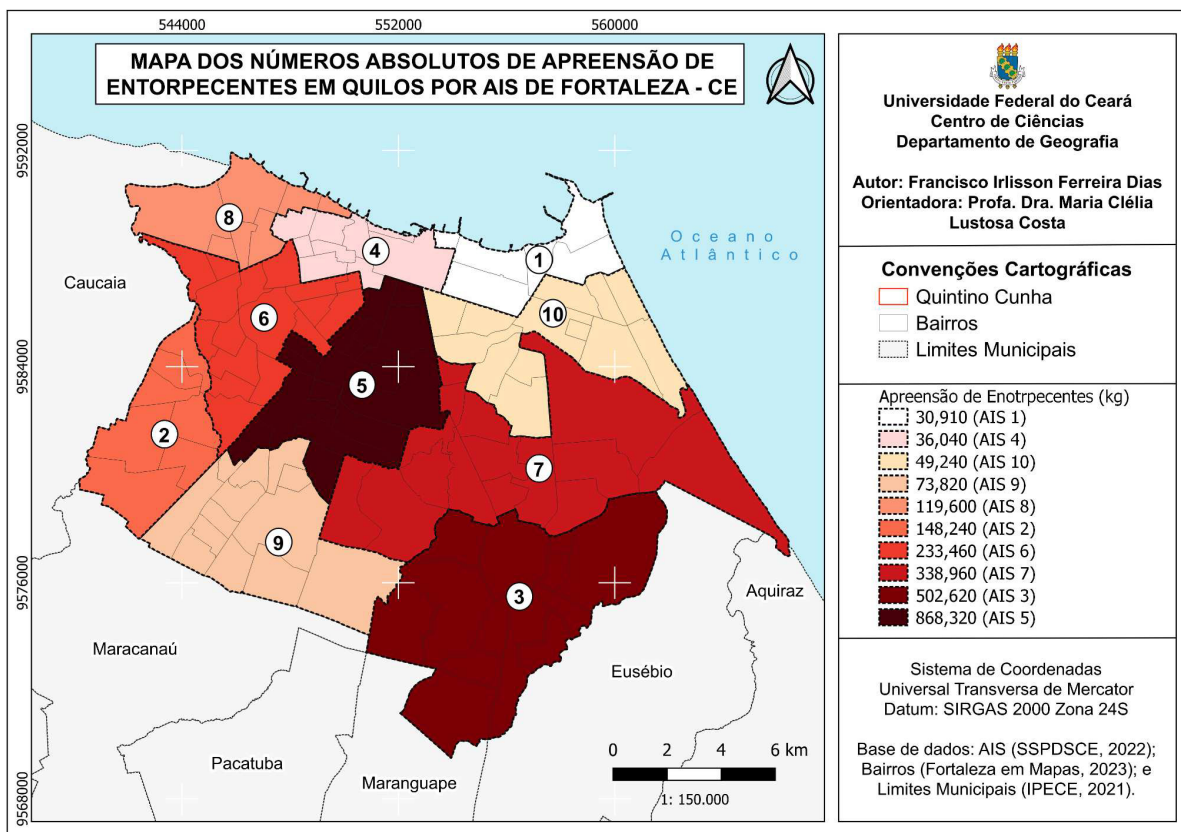 544000
552000
560000
MAPA DOS NÚMEROS ABSOLUTOS DE APREENSÃO DE
ENTORPECENTES EM QUILOS POR AIS DE FORTALEZA - CE
9592000
9584000
9576000
9568000
8
4
1
Oceano
Atlântico
Caucaia
6
10
5
2
7
9
3
Aquiraz
Maracanaú
Eusébio
Pacatuba
Maranguape
0 2 4 6 km
1: 150.000
Universidade Federal do Ceará
Centro de Ciências
Departamento de Geografia
Autor: Francisco Irlisson Ferreira Dias
Orientadora: Profa. Dra. Maria Clélia
Lustosa Costa
Convenções Cartográficas
Quintino Cunha
Bairros
Limites Municipais
Apreensão de Enotrpecentes (kg)
30,910 (AIS 1)
36,040 (AIS 4)
49,240 (AIS 10)
73,820 (AIS 9)
119,600 (AIS 8)
148,240 (AIS 2)
233,460 (AIS 6)
338,960 (AIS 7)
502,620 (AIS 3)
868,320 (AIS 5)
Sistema de Coordenadas
Universal Transversa de Mercator
Datum: SIRGAS 2000 Zona 24S
Base de dados: AIS (SSPDSCE, 2022);
Bairros (Fortaleza em Mapas, 2023); e
Limites Municipais (IPECE, 2021).